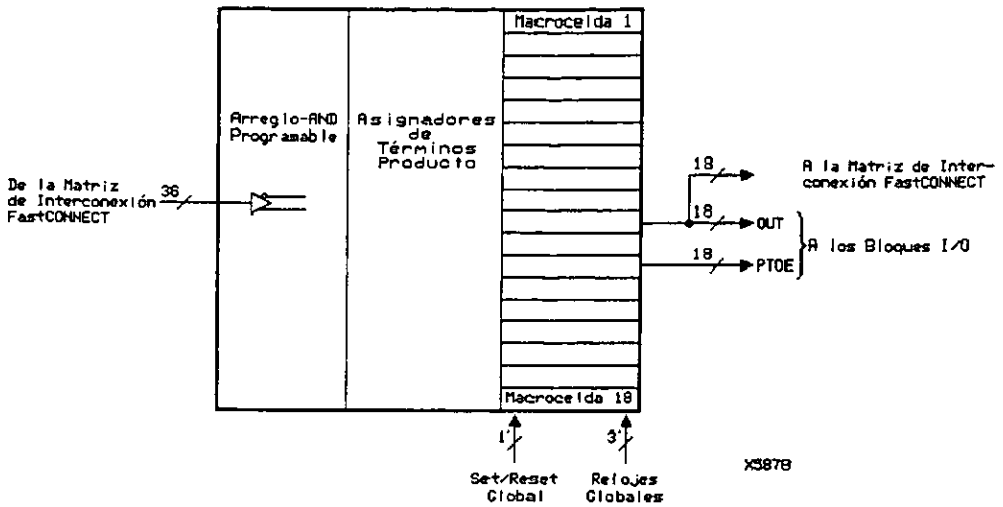 Macrocelda 1
Arreglo-AND
Programable
Asignadores
de
Términos
Producto
De la Matriz
de Interconexión
FastCONNECT
36
18
A la Matriz de Inter-
conexión FastCONNECT
18
OUT
18
PTOE
A los Bloques I/O
Macrocelda 18
1
3
Set/Reset
Global
Relojes
Globales
X5878